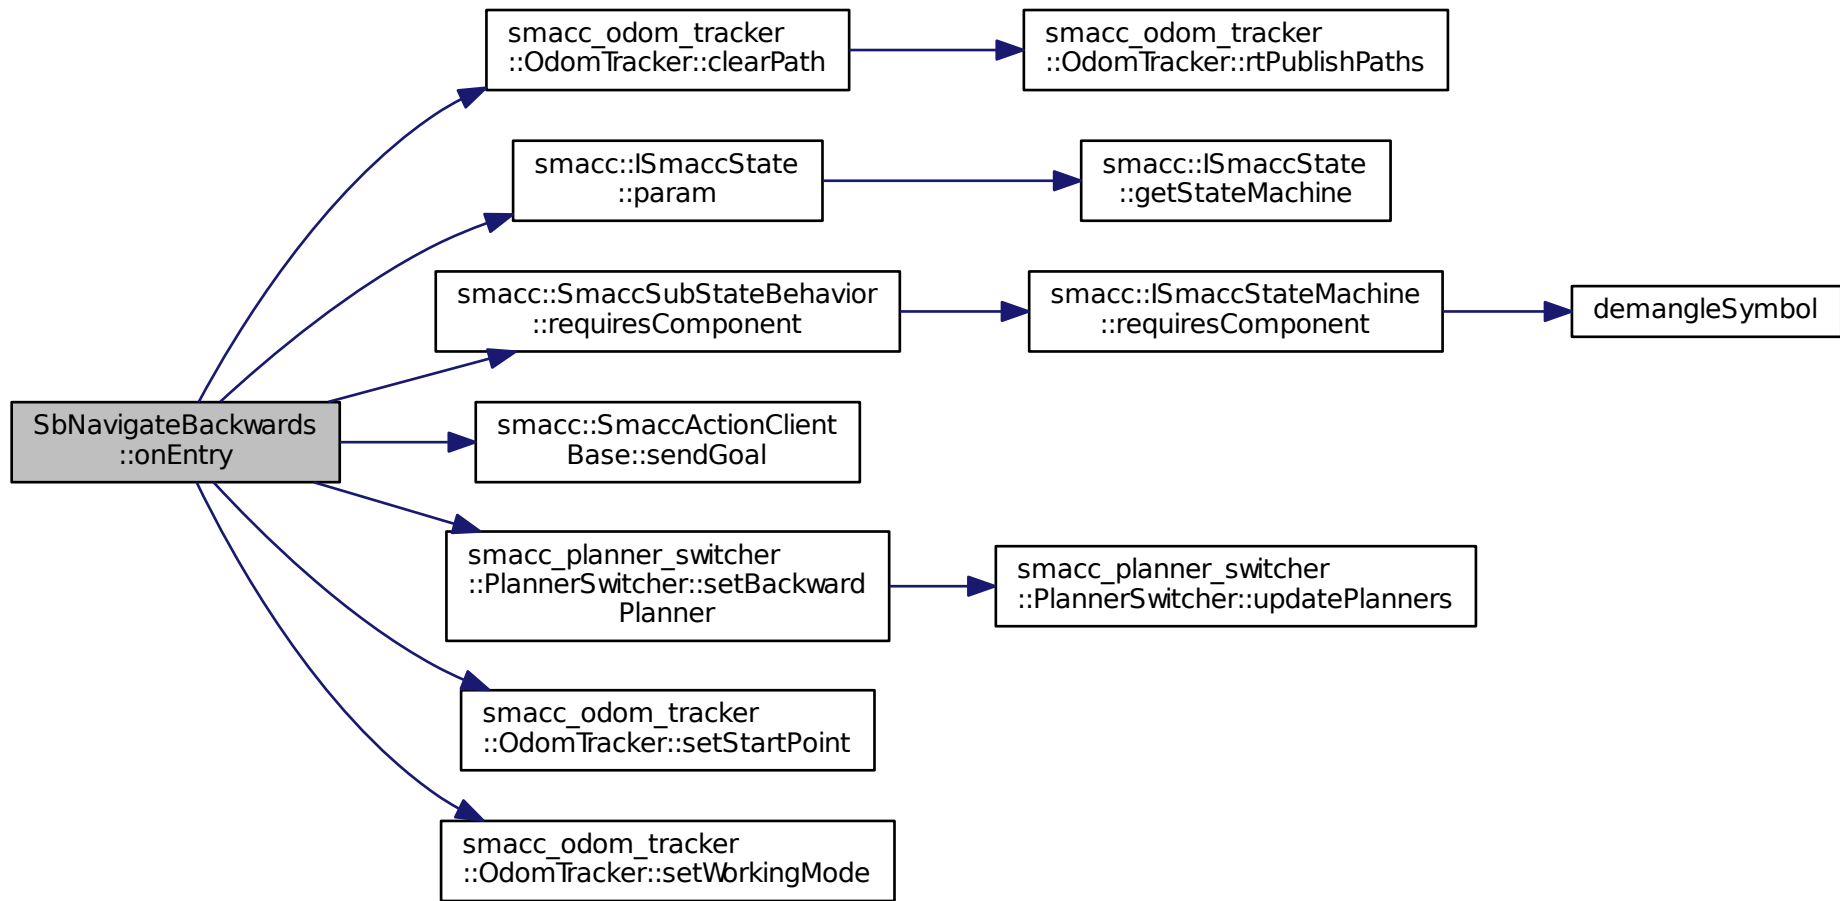 smacc_odom_tracker
::OdomTracker::clearPath
smacc_odom_tracker
::OdomTracker::rtPublishPaths
smacc::ISmaccState
::param
smacc::ISmaccState
::getStateMachine
smacc::SmaccSubStateBehavior
::requiresComponent
smacc::ISmaccStateMachine
::requiresComponent
demangleSymbol
SbNavigateBackwards
::onEntry
smacc::SmaccActionClient
Base::sendGoal
smacc_planner_switcher
::PlannerSwitcher::setBackward
Planner
smacc_planner_switcher
::PlannerSwitcher::updatePlanners
smacc_odom_tracker
::OdomTracker::setStartPoint
smacc_odom_tracker
::OdomTracker::setWorkingMode